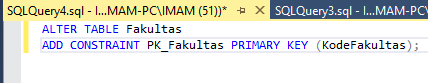 SQLQuery4.sql - I...MAM-PC\IMAM (51))* SQLQuery3.sql - I...MAM-PC
ALTER TABLE Fakultas
ADD CONSTRAINT PK_Fakultas PRIMARY KEY (KodeFakultas);